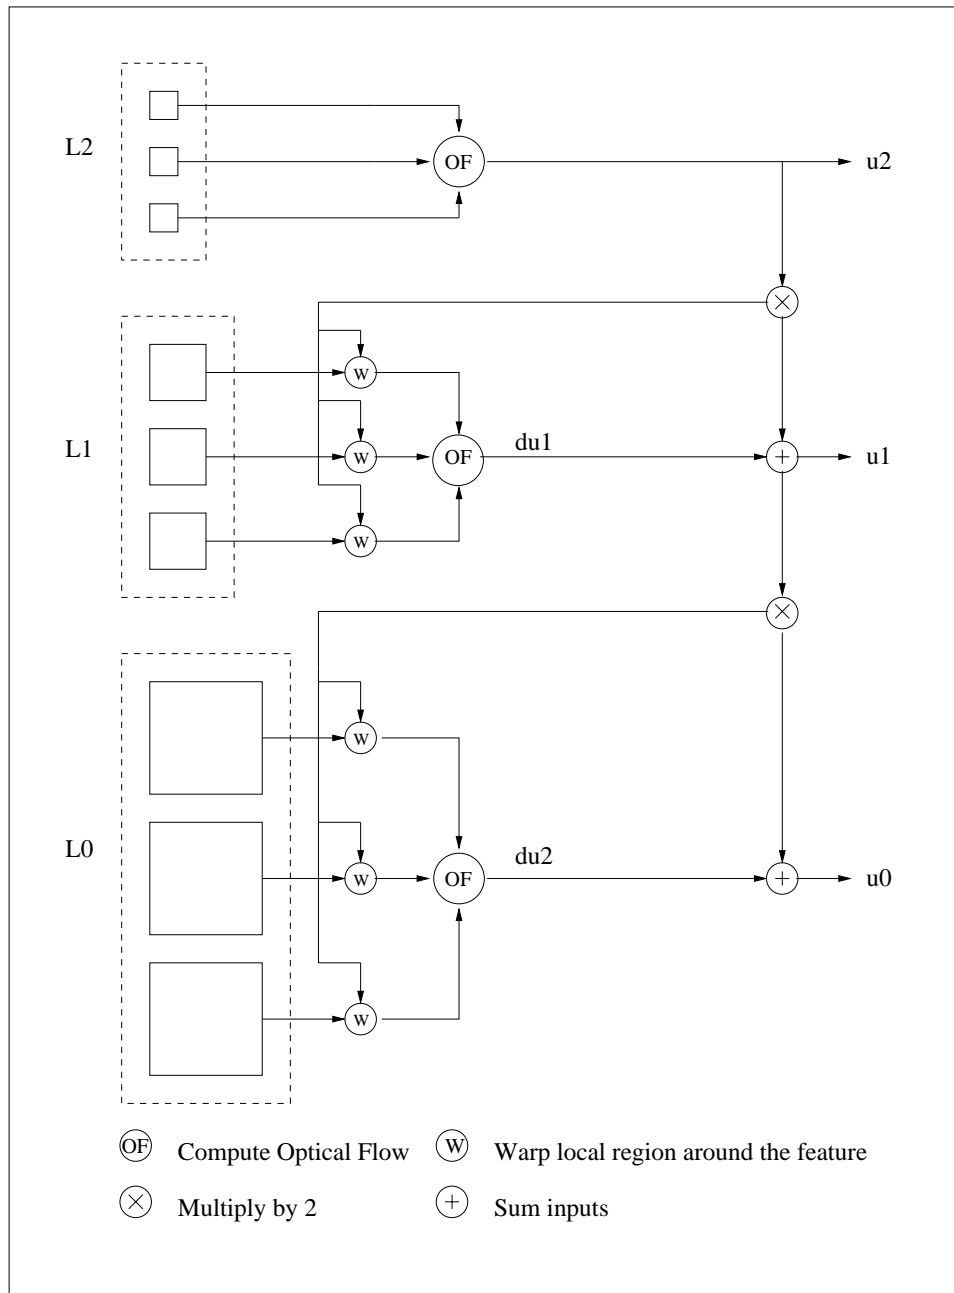 L2
OF
u2
×
W
L1
W
OF
du1
+
u1
W
×
W
L0
W
OF
du2
+
u0
W
OF Compute Optical Flow
W Warp local region around the feature
× Multiply by 2
+ Sum inputs